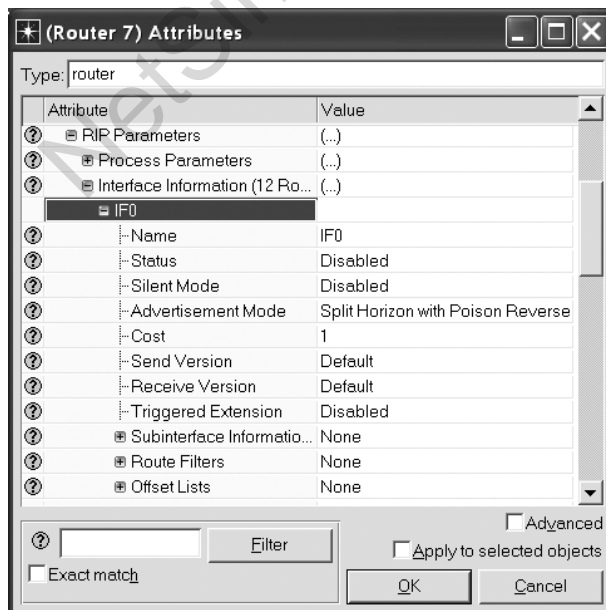 (Router 7) Attributes
Type: router
Attribute Value
RIP Parameters (...)
Process Parameters (...)
Interface Information (12 Ro... (...)
IF0
Name IF0
Status Disabled
Silent Mode Disabled
Advertisement Mode Split Horizon with Poison Reverse
Cost 1
Send Version Default
Receive Version Default
Triggered Extension Disabled
Subinterface Informatio... None
Route Filters None
Offset Lists None
Advanced
Filter
Apply to selected objects
Exact match
OK Cancel